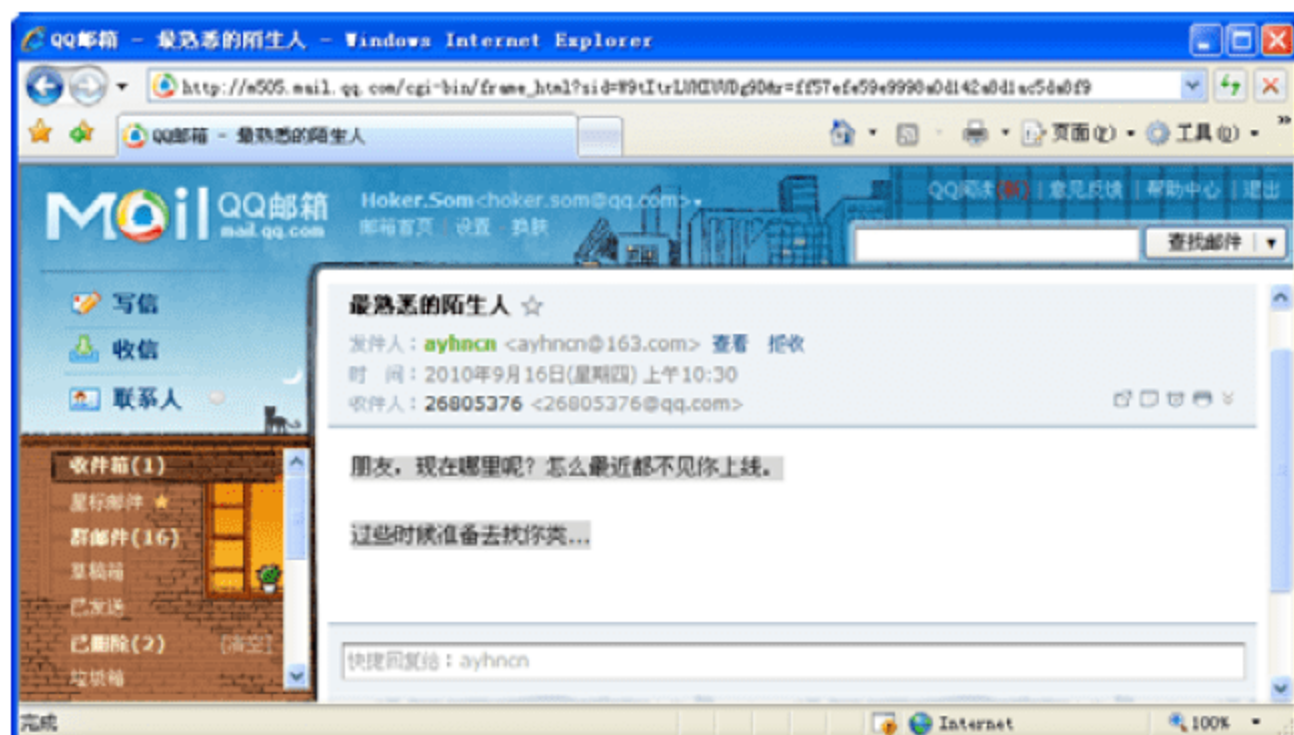 QQ邮箱 - 最熟悉的陌生人 - Windows Internet Explorer
QQ邮箱 - 最熟悉的陌生人
页面(P)
工具(O)
Mail QQ邮箱
mail.qq.com
Hoker.Som<hoker.som@qq.com>
邮箱首页 | 设置 - 换肤
QQ阅读(新) | 意见反馈 | 帮助中心 | 退出
查找邮件
写信
收信
联系人
收件箱(1)
星标邮件
群邮件(16)
草稿箱
已发送
已删除(2) [清空]
垃圾箱
最熟悉的陌生人
发件人：ayhncn <ayhncn@163.com> 查看 拒收
时 间：2010年9月16日(星期四) 上午10:30
收件人：26805376 <26805376@qq.com>
朋友，现在哪里呢？怎么最近都不见你上线。
过些时候准备去找你类...
快捷回复给：ayhncn
完成
Internet
100%